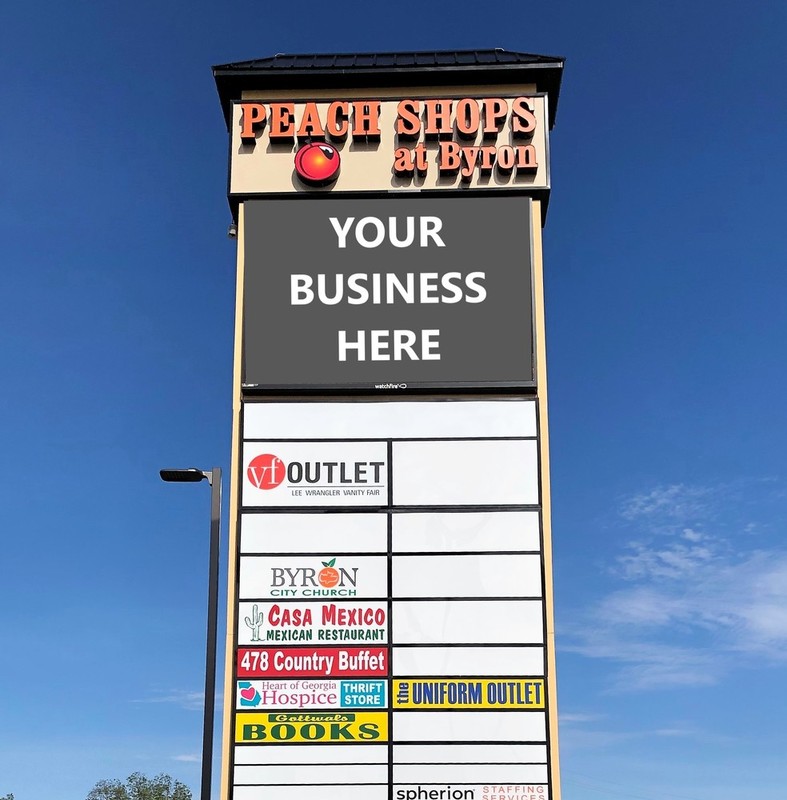 PEACH SHOPS
at Byron
YOUR
BUSINESS
HERE
watchfire
vf OUTLET
LEE WRANGLER VANITY FAIR
BYRON
CITY CHURCH
CASA MEXICO
MEXICAN RESTAURANT
478 Country Buffet
Heart of Georgia
Hospice
THRIFT
STORE
the UNIFORM OUTLET
Gottwals
BOOKS
spherion
STAFFING
SERVICES